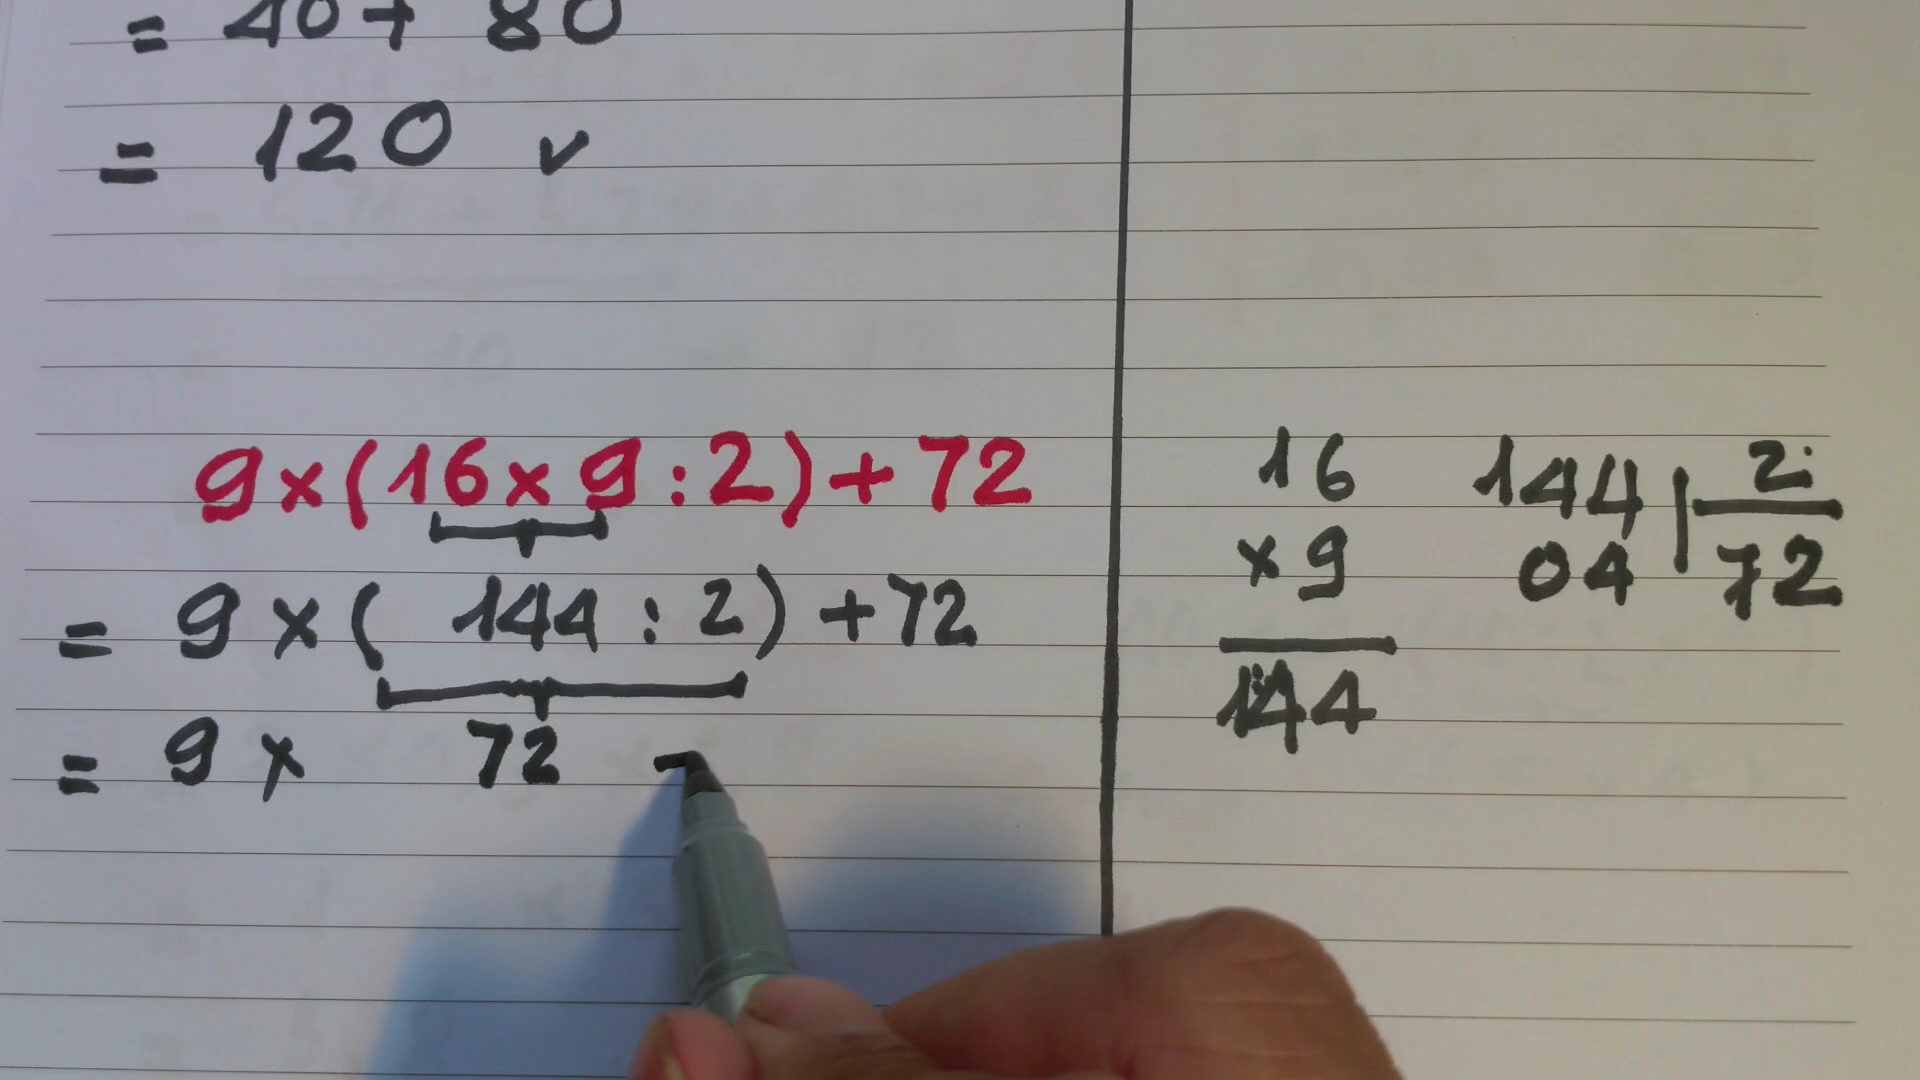 = 40 + 80
= 120 ✓
9 × (16 × 9 : 2) + 72
= 9 × ( 144 : 2) + 72
= 9 × 72 -
16
× 9
144
144 | 2
04 | 72